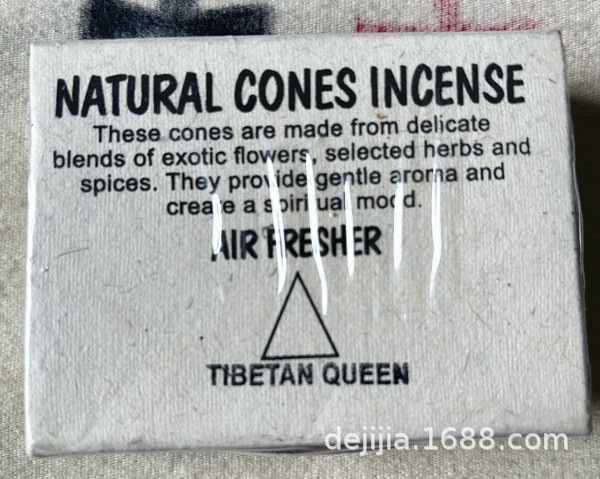 NATURAL CONES INCENSE
These cones are made from delicate
blends of exotic flowers, selected herbs and
spices. They provide gentle aroma and
create a spiritual mood.
AIR FRESHER
TIBETAN QUEEN
dejijia.1688.com